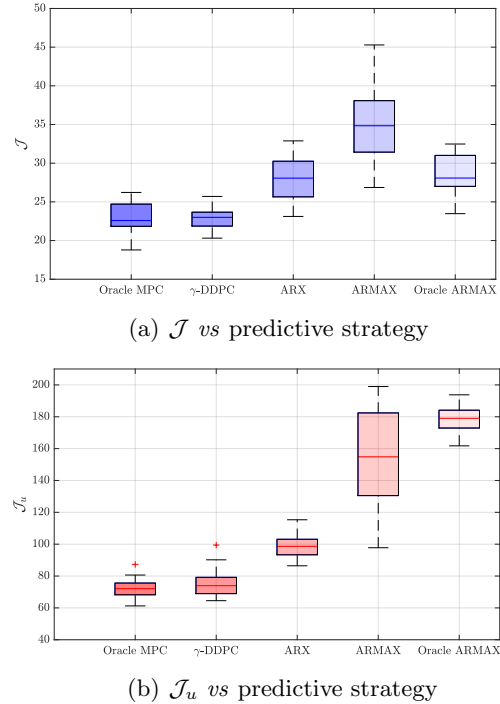 50
45
40
35
30
25
20
15
𝒥
Oracle MPC γ-DDPC ARX ARMAX Oracle ARMAX
(a) 𝒥 vs predictive strategy
200
180
160
140
120
100
80
60
40
𝒥u
Oracle MPC γ-DDPC ARX ARMAX Oracle ARMAX
(b) 𝒥u vs predictive strategy